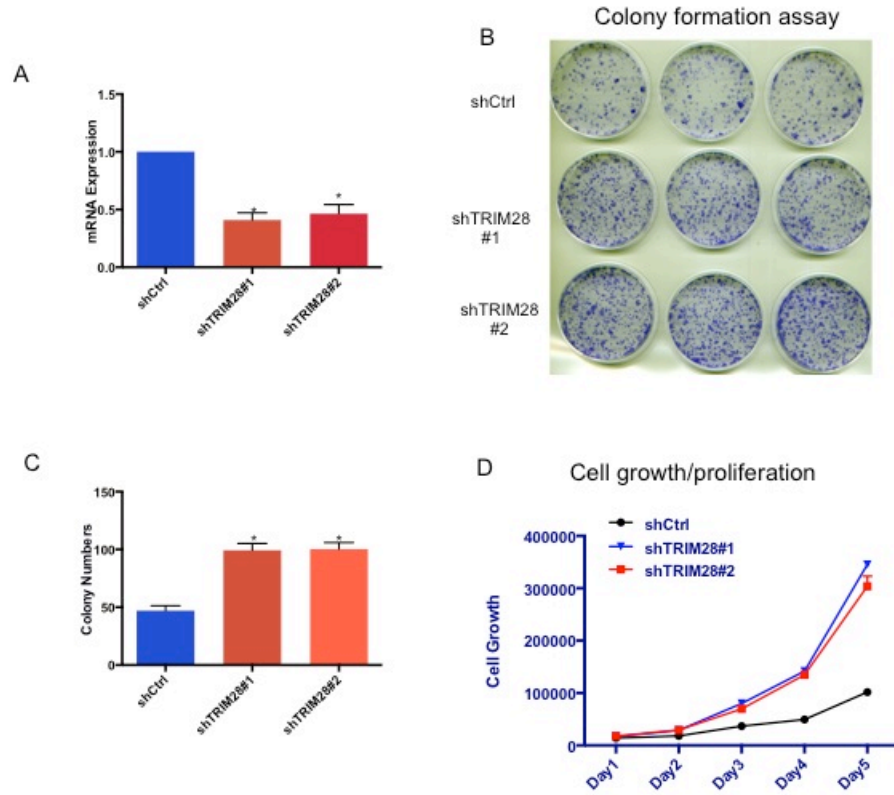 Colony formation assay
A
B
mRNA Expression
1.5
1.0
0.5
0.0
*
*
shCtrl
shTRIM28#1
shTRIM28#2
shCtrl
shTRIM28
#1
shTRIM28
#2
C
Colony Numbers
150
100
50
0
*
*
shCtrl
shTRIM28#1
shTRIM28#2
D
Cell growth/proliferation
shCtrl
shTRIM28#1
shTRIM28#2
Cell Growth
400000
300000
200000
100000
0
Day1
Day2
Day3
Day4
Day5